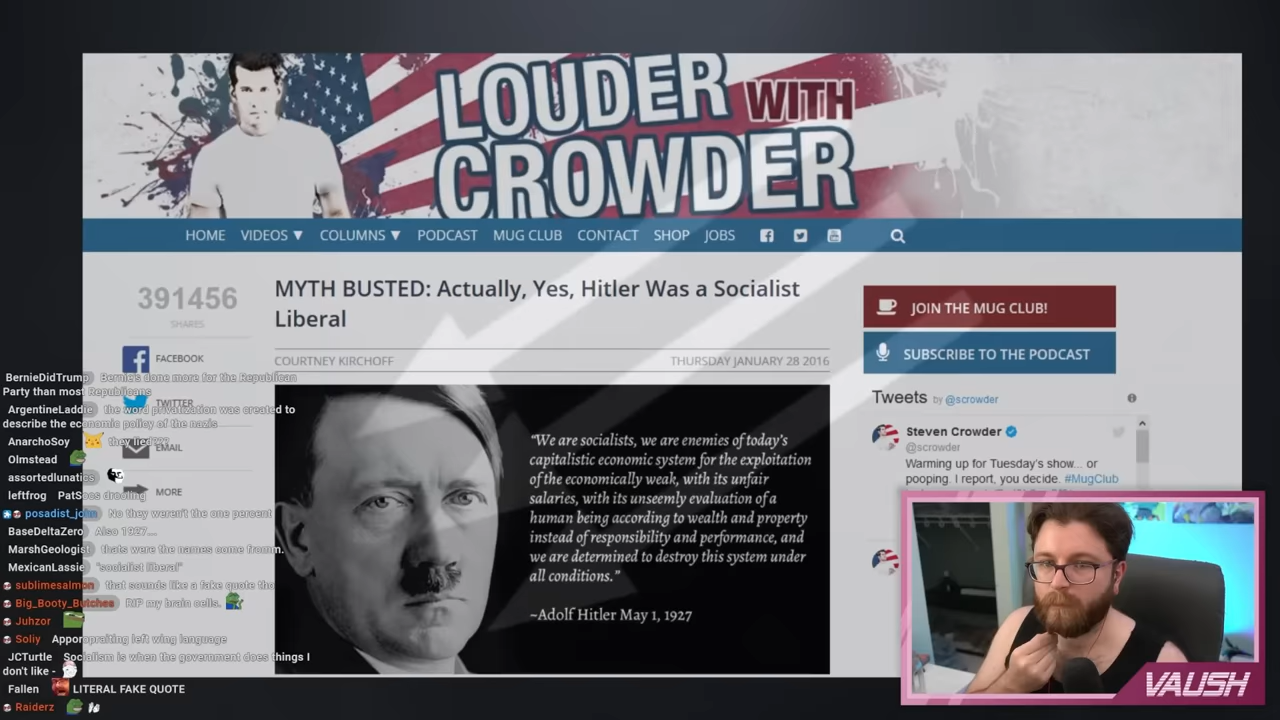 LOUDER WITH
CROWDER
HOME
VIDEOS ▼
COLUMNS ▼
PODCAST
MUG CLUB
CONTACT
SHOP
JOBS
391456
SHARES
FACEBOOK
TWITTER
EMAIL
MORE
MYTH BUSTED: Actually, Yes, Hitler Was a Socialist
Liberal
COURTNEY KIRCHOFF
THURSDAY JANUARY 28 2016
"We are socialists, we are enemies of today's
capitalistic economic system for the exploitation
of the economically weak, with its unfair
salaries, with its unseemly evaluation of a
human being according to wealth and property
instead of responsibility and performance, and
we are determined to destroy this system under
all conditions."
~Adolf Hitler May 1, 1927
JOIN THE MUG CLUB!
SUBSCRIBE TO THE PODCAST
Tweets by @scrowder
Steven Crowder
@scrowder
Warming up for Tuesday's show... or
pooping. I report, you decide. #MugClub
BernieDidTrump Bernie's done more for the Republican
Party than most Republicans
ArgentineLaddie the word privatization was created to
describe the economic policy of the nazis
AnarchoSoy they lied???
Olmstead
assortedlunatics
leftfrog PatSocs drooling
posadist_john No they weren't the one percent
BaseDeltaZero Also 1927...
MarshGeologist thats were the names come fromm.
MexicanLassie "socialist liberal"
sublimesalmon that sounds like a fake quote tho
Big_Booty_Butches RIP my brain cells.
Juhzor
Soliy Apporopraiting left wing language
JCTurtle Socialism is when the government does things I
don't like -
Fallen LITERAL FAKE QUOTE
Raiderz
VAUSH